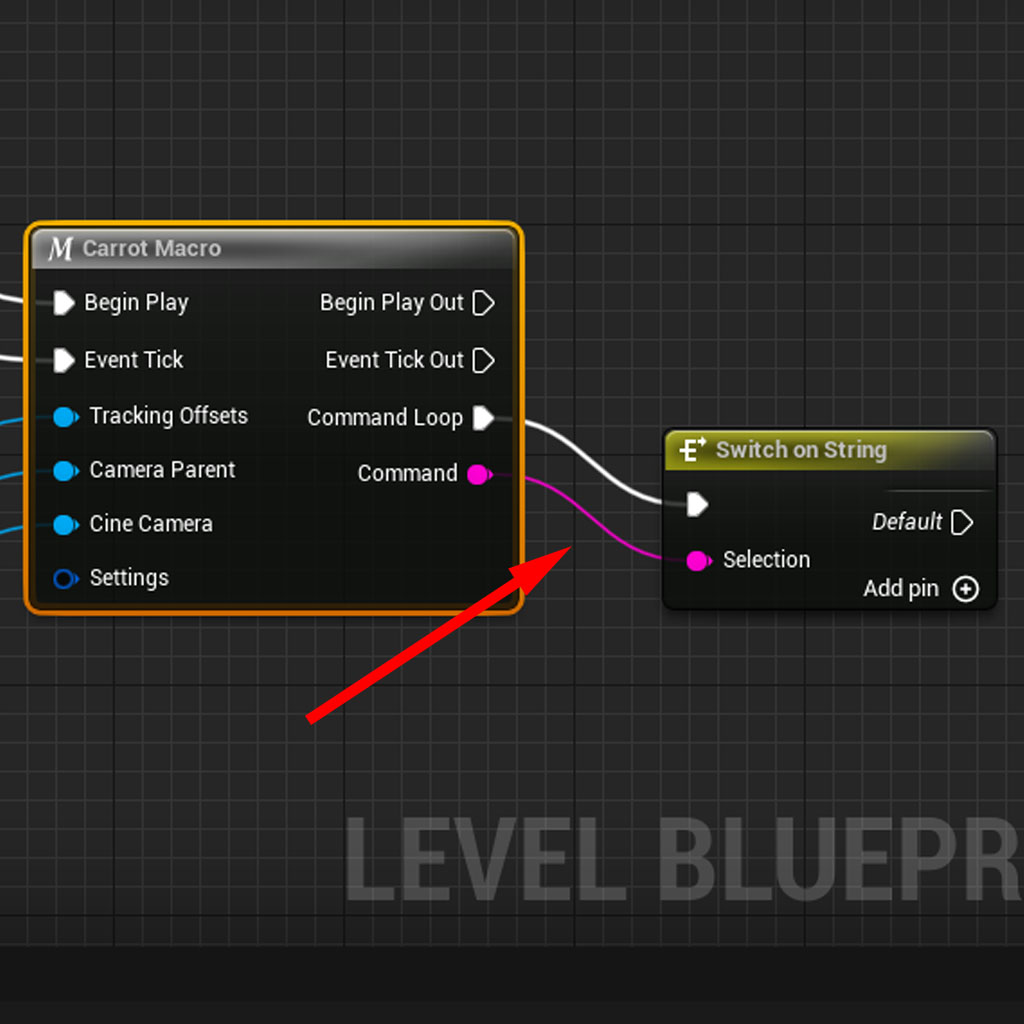 Carrot Macro
Begin Play
Begin Play Out
Event Tick
Event Tick Out
Tracking Offsets
Command Loop
Camera Parent
Command
Cine Camera
Settings
Switch on String
Default
Selection
Add pin
LEVEL BLUEPR